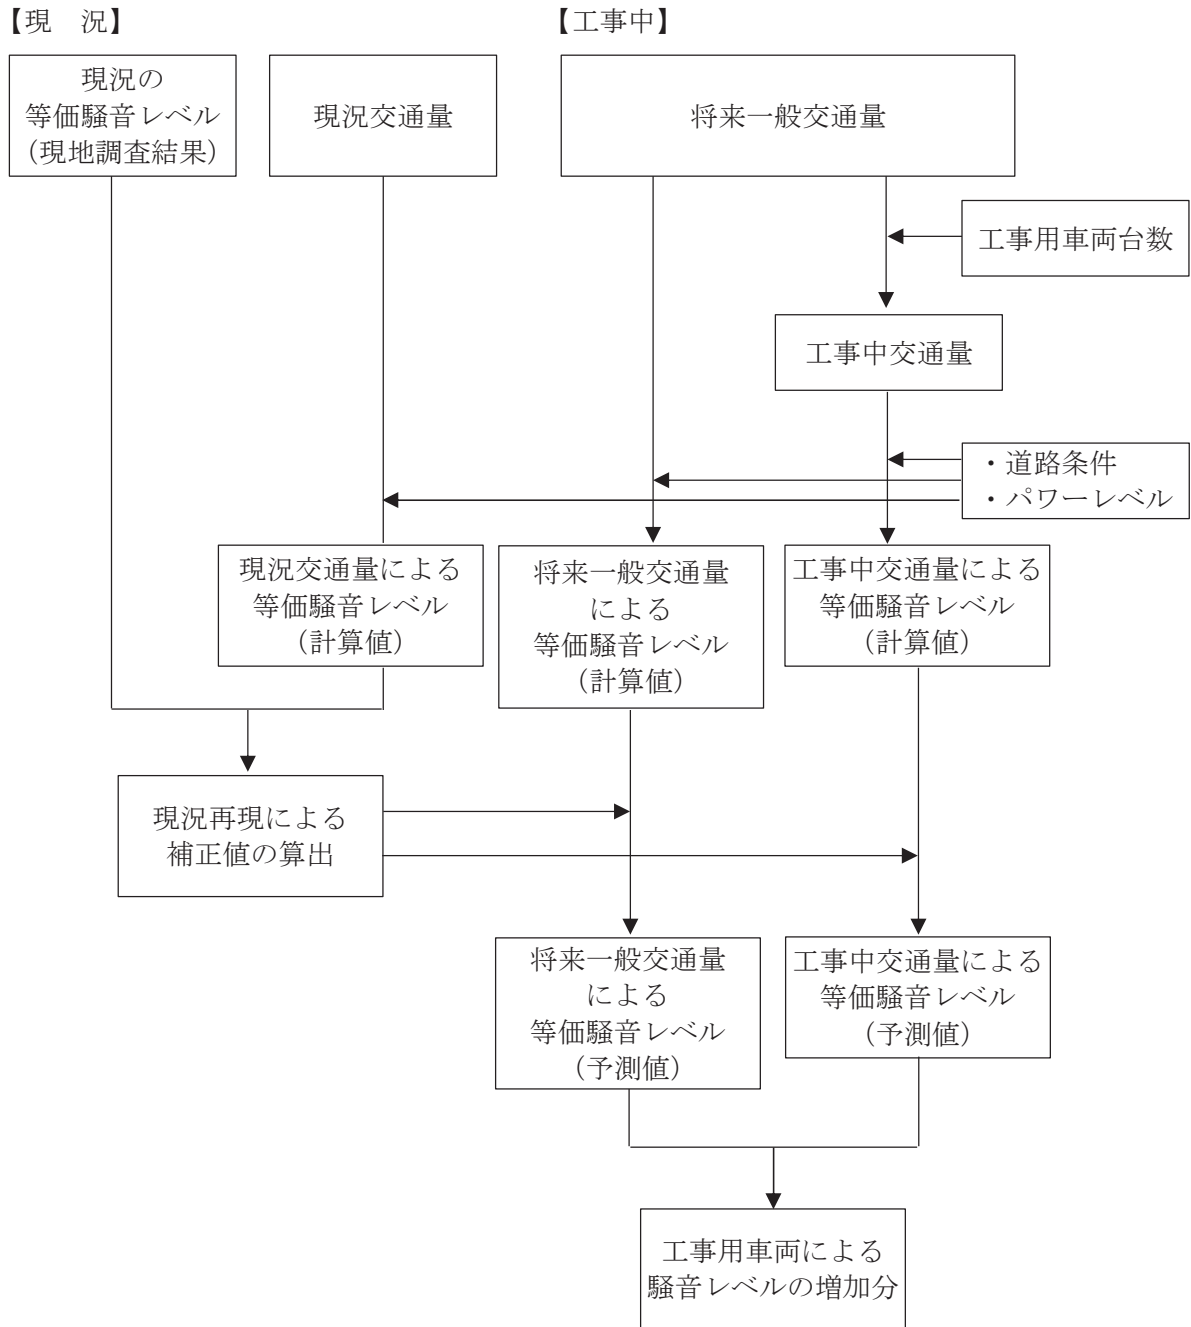 【現　況】
【工事中】
現況の
等価騒音レベル
（現地調査結果）
現況交通量
将来一般交通量
工事用車両台数
工事中交通量
・道路条件
・パワーレベル
現況交通量による
等価騒音レベル
（計算値）
将来一般交通量
による
等価騒音レベル
（計算値）
工事中交通量による
等価騒音レベル
（計算値）
現況再現による
補正値の算出
将来一般交通量
による
等価騒音レベル
（予測値）
工事中交通量による
等価騒音レベル
（予測値）
工事用車両による
騒音レベルの増加分